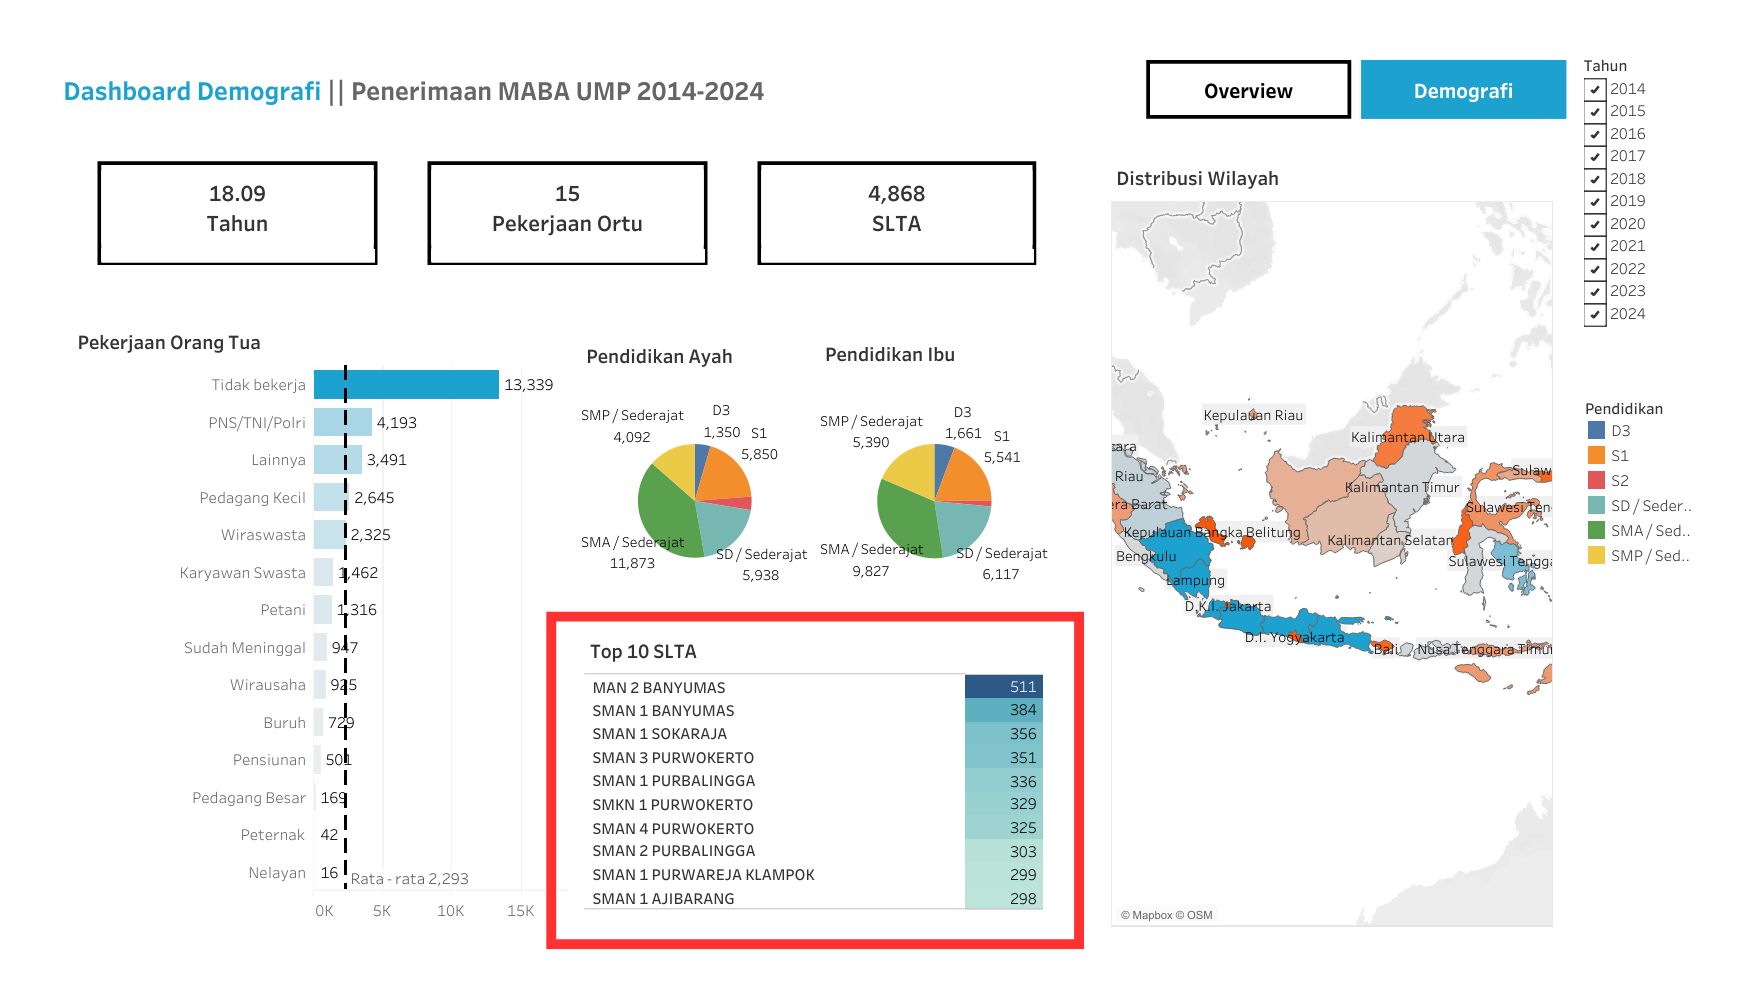 Dashboard Demografi || Penerimaan MABA UMP 2014-2024
Overview
Demografi
Tahun
2014
2015
2016
2017
2018
2019
2020
2021
2022
2023
2024
18.09
Tahun
15
Pekerjaan Ortu
4,868
SLTA
Pekerjaan Orang Tua
Tidak bekerja 13,339
PNS/TNI/Polri 4,193
Lainnya 3,491
Pedagang Kecil 2,645
Wiraswasta 2,325
Karyawan Swasta 1,462
Petani 1,316
Sudah Meninggal 947
Wirausaha 925
Buruh 729
Pensiunan 501
Pedagang Besar 169
Peternak 42
Nelayan 16
Rata - rata 2,293
0K 5K 10K 15K
Pendidikan Ayah
SMP / Sederajat
4,092
D3
1,350
S1
5,850
SMA / Sederajat
11,873
SD / Sederajat
5,938
Pendidikan Ibu
SMP / Sederajat
5,390
D3
1,661
S1
5,541
SMA / Sederajat
9,827
SD / Sederajat
6,117
Top 10 SLTA
MAN 2 BANYUMAS 511
SMAN 1 BANYUMAS 384
SMAN 1 SOKARAJA 356
SMAN 3 PURWOKERTO 351
SMAN 1 PURBALINGGA 336
SMKN 1 PURWOKERTO 329
SMAN 4 PURWOKERTO 325
SMAN 2 PURBALINGGA 303
SMAN 1 PURWAREJA KLAMPOK 299
SMAN 1 AJIBARANG 298
Distribusi Wilayah
Kepulauan Riau
Kalimantan Utara
Riau
Kalimantan Timur
Sulaw
era Barat
Sulawesi Ten
Kepulauan Bangka Belitung
Kalimantan Selatan
Bengkulu
Sulawesi Tengga
Lampung
D.K.I. Jakarta
D.I. Yogyakarta
Bali
Nusa Tenggara Timur
© Mapbox © OSM
Pendidikan
D3
S1
S2
SD / Seder..
SMA / Sed..
SMP / Sed..